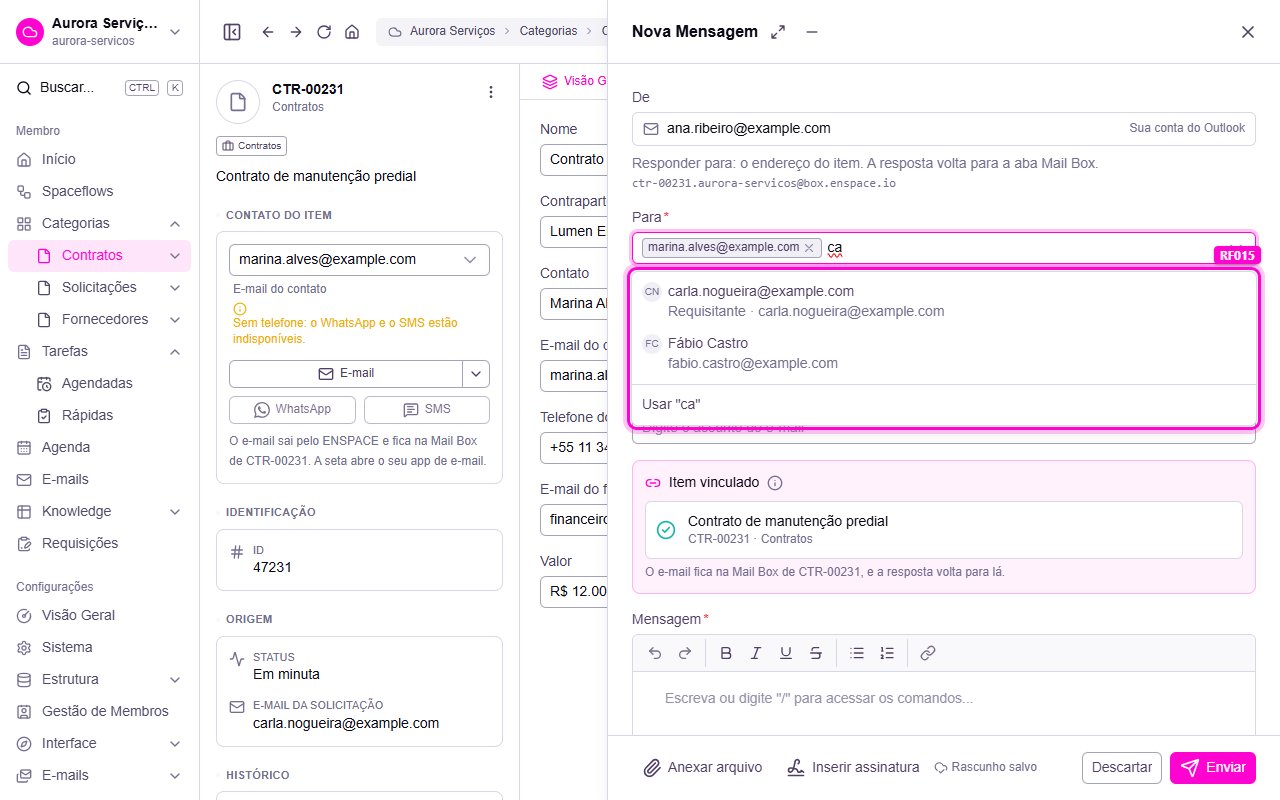 Aurora Serviç...
aurora-servicos
Buscar...
CTRL
K
Membro
Início
Spaceflows
Categorias
Contratos
Solicitações
Fornecedores
Tarefas
Agendadas
Rápidas
Agenda
E-mails
Knowledge
Requisições
Configurações
Visão Geral
Sistema
Estrutura
Gestão de Membros
Interface
E-mails
Aurora Serviços
Categorias
C
CTR-00231
Contratos
Contratos
Contrato de manutenção predial
CONTATO DO ITEM
marina.alves@example.com
E-mail do contato
Sem telefone: o WhatsApp e o SMS estão
indisponíveis.
E-mail
WhatsApp
SMS
O e-mail sai pelo ENSPACE e fica na Mail Box
de CTR-00231. A seta abre o seu app de e-mail.
IDENTIFICAÇÃO
ID
47231
ORIGEM
STATUS
Em minuta
E-MAIL DA SOLICITAÇÃO
carla.nogueira@example.com
HISTÓRICO
Visão G
Nome
Contrato
Contrapart
Lumen E
Contato
Marina Al
E-mail do c
marina.al
Telefone do
+55 11 34
E-mail do f
financeiro
Valor
R$ 12.00
Nova Mensagem
De
ana.ribeiro@example.com
Sua conta do Outlook
Responder para: o endereço do item. A resposta volta para a aba Mail Box.
ctr-00231.aurora-servicos@box.enspace.io
Para*
marina.alves@example.com
ca
RF015
CN
carla.nogueira@example.com
Requisitante · carla.nogueira@example.com
FC
Fábio Castro
fabio.castro@example.com
Usar "ca"
Digite o assunto do e-mail
Item vinculado
Contrato de manutenção predial
CTR-00231 · Contratos
O e-mail fica na Mail Box de CTR-00231, e a resposta volta para lá.
Mensagem*
Escreva ou digite "/" para acessar os comandos...
Anexar arquivo
Inserir assinatura
Rascunho salvo
Descartar
Enviar